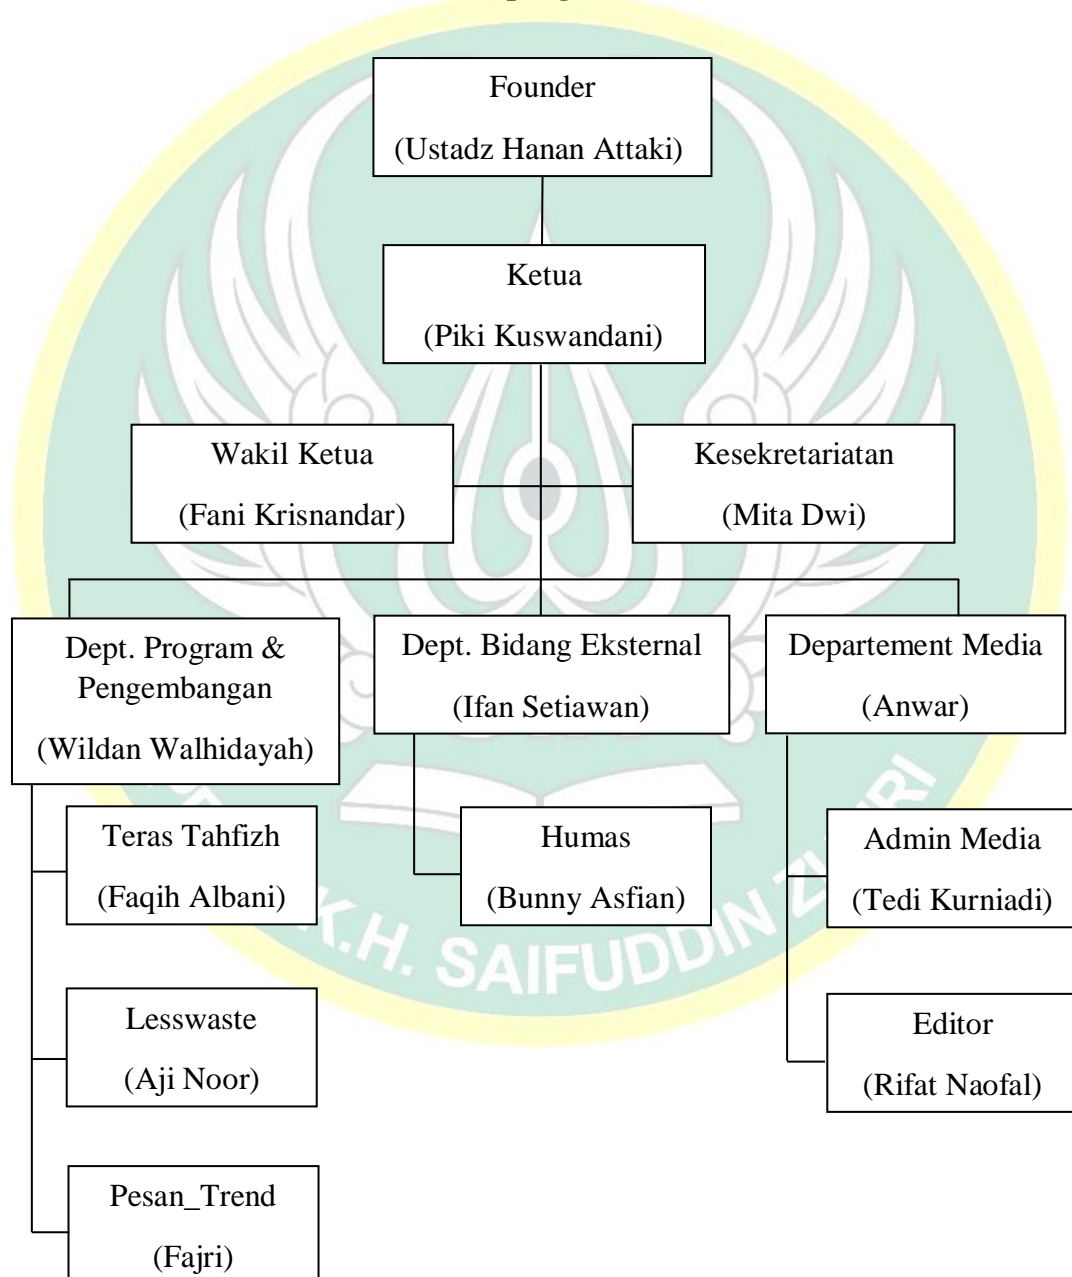 Founder
(Ustadz Hanan Attaki)
Ketua
(Piki Kuswandani)
Wakil Ketua
(Fani Krisnandar)
Kesekretariatan
(Mita Dwi)
Dept. Program &
Pengembangan
(Wildan Walhidayah)
Dept. Bidang Eksternal
(Ifan Setiawan)
Departement Media
(Anwar)
Teras Tahfizh
(Faqih Albani)
Humas
(Bunny Asfian)
Admin Media
(Tedi Kurniadi)
Lesswaste
(Aji Noor)
Editor
(Rifat Naofal)
Pesan_Trend
(Fajri)
K.H. SAIFUDDIN